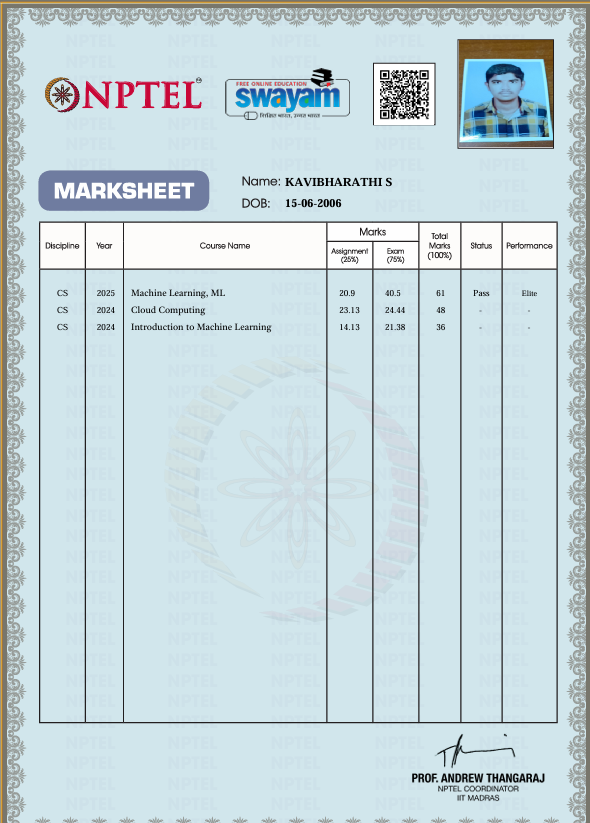 NPTEL
FREE ONLINE EDUCATION
swayam
शिक्षित भारत, उन्नत भारत
MARKSHEET
Name: KAVIBHARATHI S
DOB: 15-06-2006
Discipline Year Course Name Marks Total Marks (100%) Status Performance
Assignment (25%) Exam (75%)
CS 2025 Machine Learning, ML 20.9 40.5 61 Pass Elite
CS 2024 Cloud Computing 23.13 24.44 48 - -
CS 2024 Introduction to Machine Learning 14.13 21.38 36 - -
PROF. ANDREW THANGARAJ
NPTEL COORDINATOR
IIT MADRAS